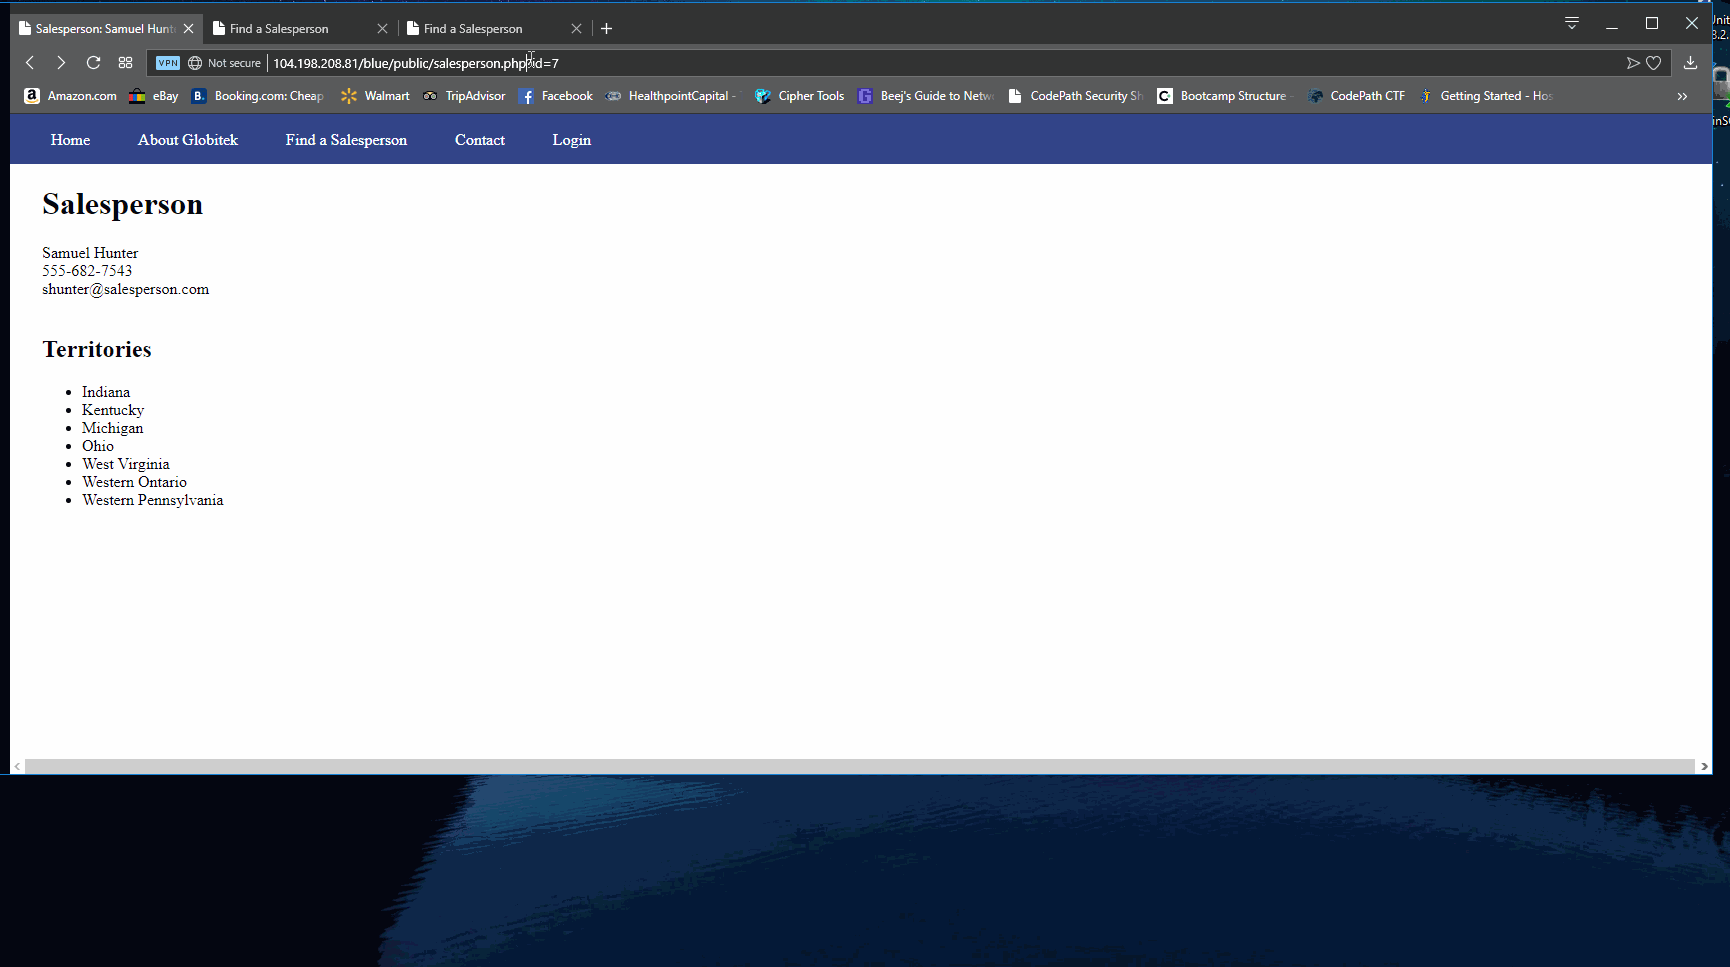 Salesperson: Samuel Hunt
Find a Salesperson
Find a Salesperson
VPN
Not secure
104.198.208.81/blue/public/salesperson.php?id=7
Amazon.com
eBay
Booking.com: Cheap
Walmart
TripAdvisor
Facebook
HealthpointCapital -
Cipher Tools
Beej's Guide to Netw
CodePath Security Sh
Bootcamp Structure -
CodePath CTF
Getting Started - Hos
Home
About Globitek
Find a Salesperson
Contact
Login
Salesperson
Samuel Hunter
555-682-7543
shunter@salesperson.com
Territories
Indiana
Kentucky
Michigan
Ohio
West Virginia
Western Ontario
Western Pennsylvania